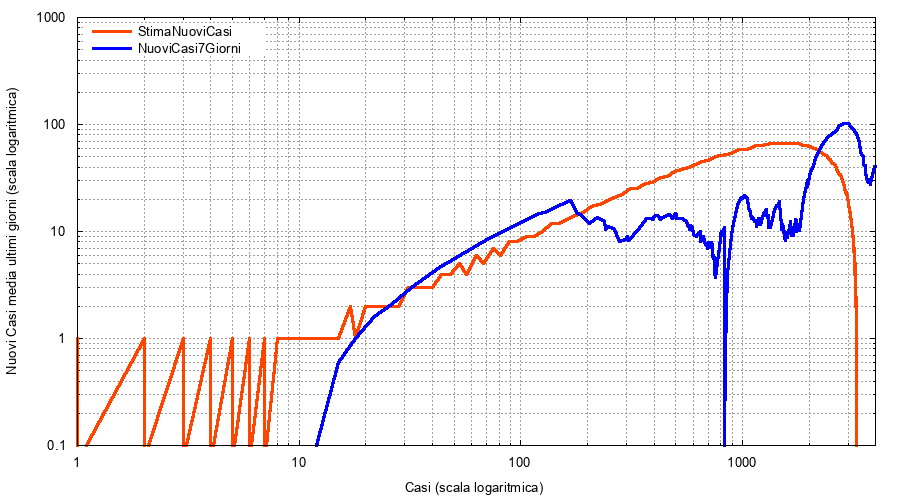 1000
100
10
1
0.1
StimaNuoviCasi
NuoviCasi7Giorni
Nuovi Casi media ultimi giorni (scala logaritmica)
1 10 100 1000
Casi (scala logaritmica)